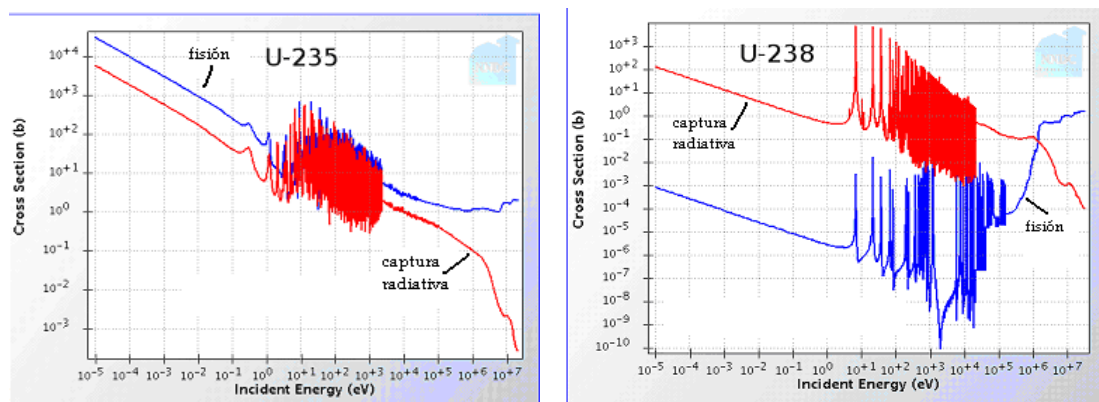 U-235
fisión
captura
radiativa
Cross Section (b)
10+4
10+3
10+2
10+1
10 0
10-1
10-2
10-3
10-5 10-4 10-3 10-2 10-1 10 0 10+1 10+2 10+3 10+4 10+5 10+6 10+7
Incident Energy (eV)
U-238
captura
radiativa
fisión
Cross Section (b)
10+3
10+2
10+1
10 0
10-1
10-2
10-3
10-4
10-5
10-6
10-7
10-8
10-9
10-10
10-5 10-4 10-3 10-2 10-1 10 0 10+1 10+2 10+3 10+4 10+5 10+6 10+7
Incident Energy (eV)